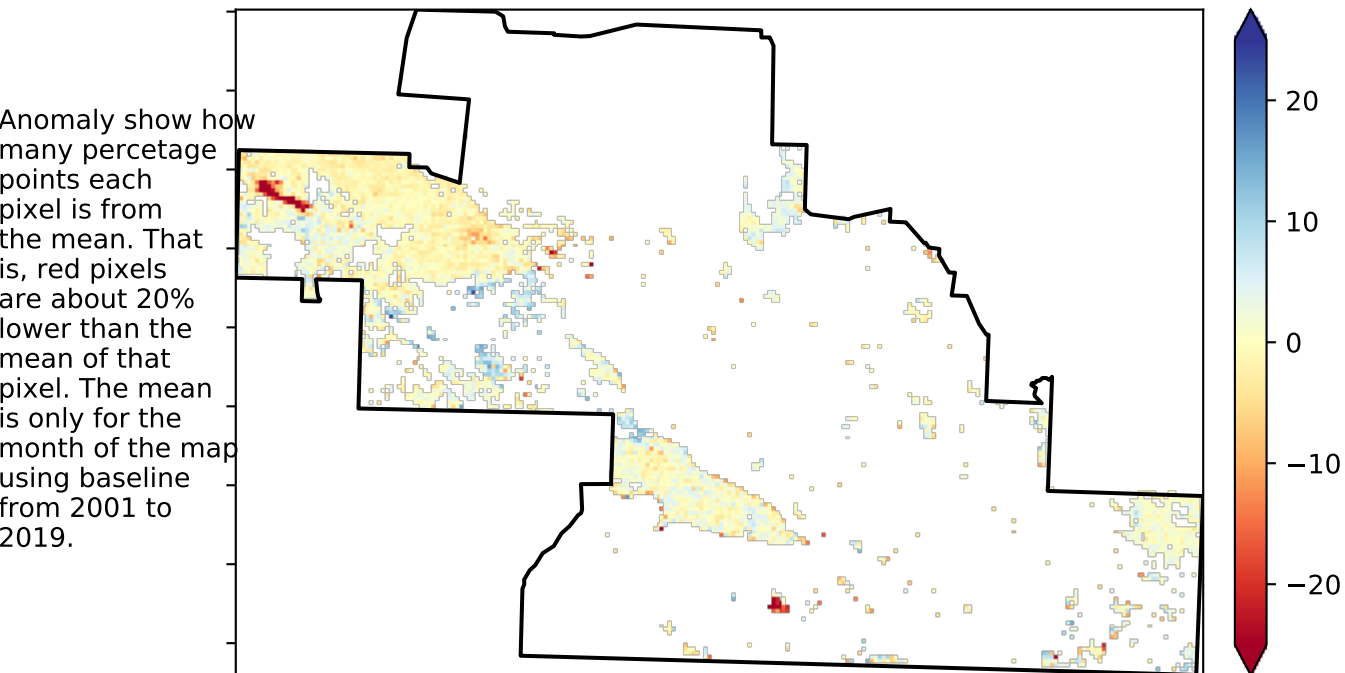 Anomaly show how
many percetage
points each
pixel is from
the mean. That
is, red pixels
are about 20%
lower than the
mean of that
pixel. The mean
is only for the
month of the map
using baseline
from 2001 to
2019.
20
10
0
−10
−20